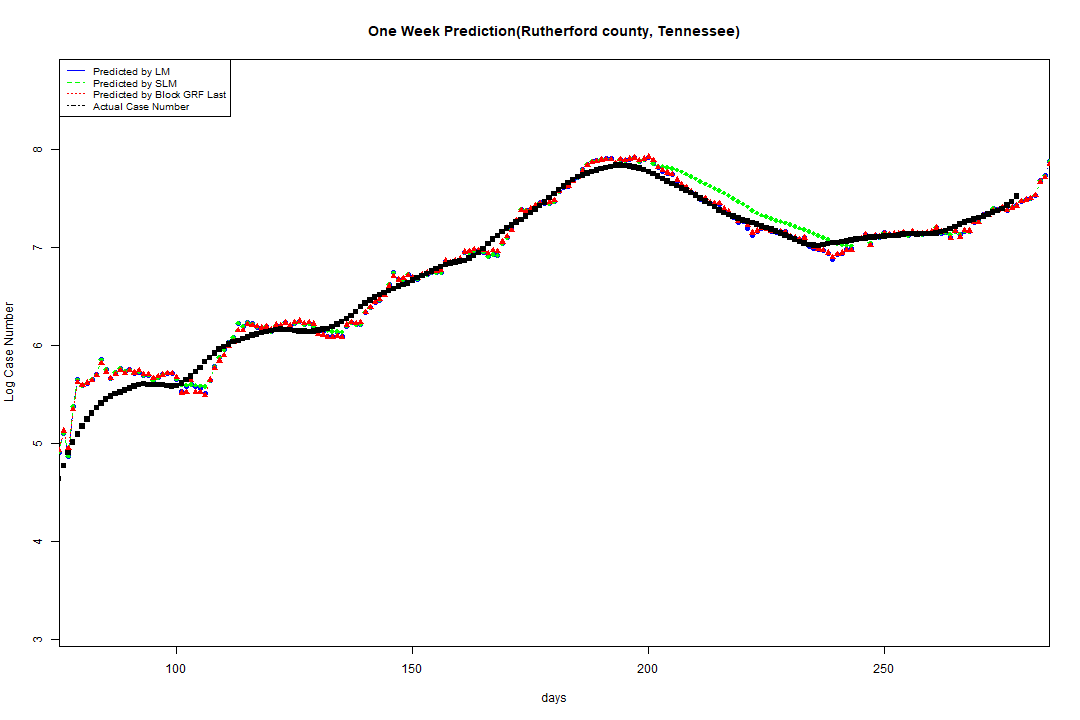 One Week Prediction(Rutherford county, Tennessee)
Predicted by LM
Predicted by SLM
Predicted by Block GRF Last
Actual Case Number
8
7
6
5
4
3
Log Case Number
100 150 200 250
days